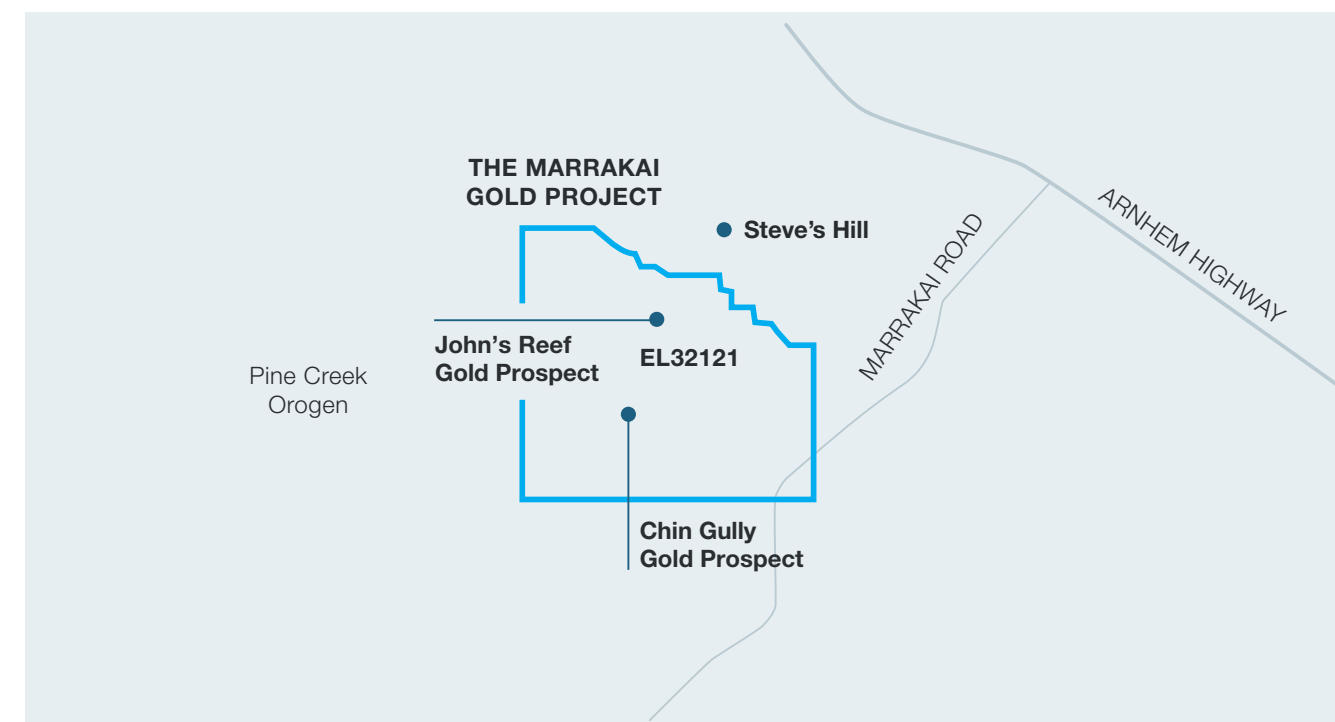 THE MARRAKAI
GOLD PROJECT
Steve’s Hill
ARNHEM HIGHWAY
MARRAKAI ROAD
John’s Reef
Gold Prospect
EL32121
Pine Creek
Orogen
Chin Gully
Gold Prospect